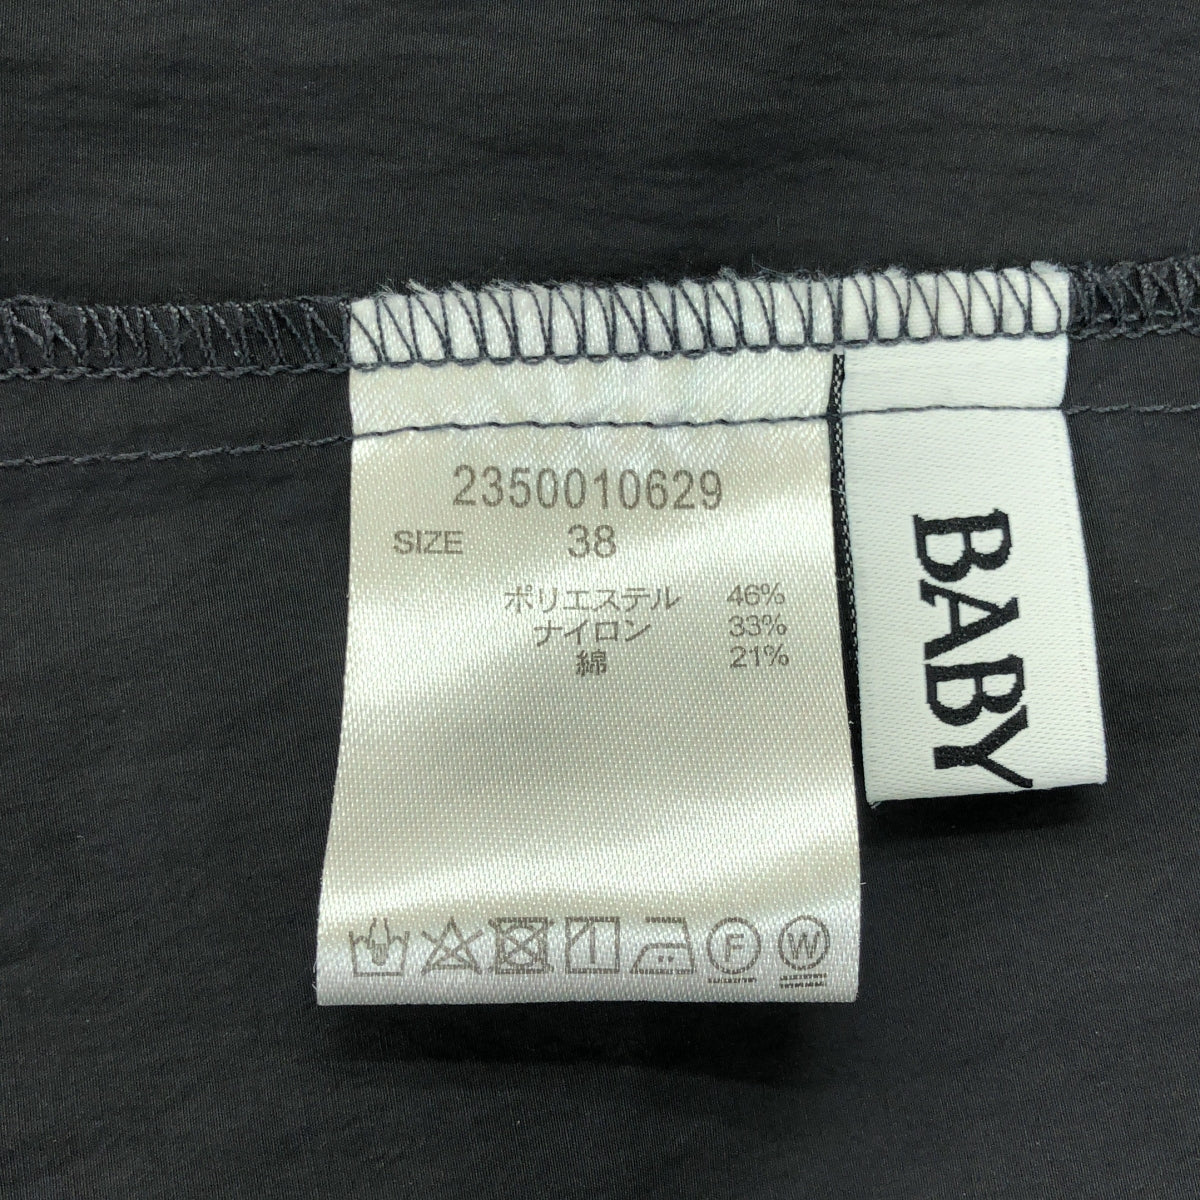 2350010629
SIZE 38
ポリエステル 46%
ナイロン 33%
綿 21%
F W
BABY